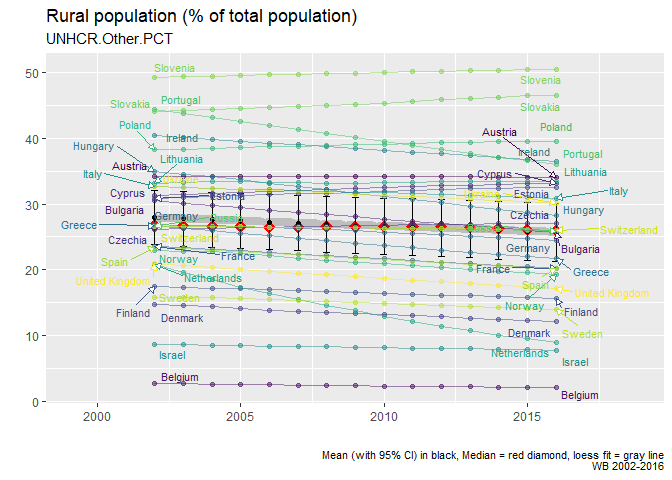 Rural population (% of total population)
UNHCR.Other.PCT
50
40
30
20
10
0
Slovenia
Slovakia
Portugal
Poland
Ireland
Hungary
Lithuania
Italy
Austria
Cyprus
Estonia
Bulgaria
Germany
Greece
Czechia
Switzerland
France
Spain
Norway
Netherlands
United Kingdom
Sweden
Finland
Denmark
Israel
Belgium
Slovenia
Slovakia
Austria
Poland
Ireland
Portugal
Cyprus
Lithuania
Estonia
Italy
Czechia
Hungary
Switzerland
Germany
Bulgaria
France
Greece
Spain
United Kingdom
Norway
Finland
Denmark
Sweden
Netherlands
Israel
Belgium
2000
2005
2010
2015
Mean (with 95% CI) in black, Median = red diamond, loess fit = gray line
WB 2002-2016